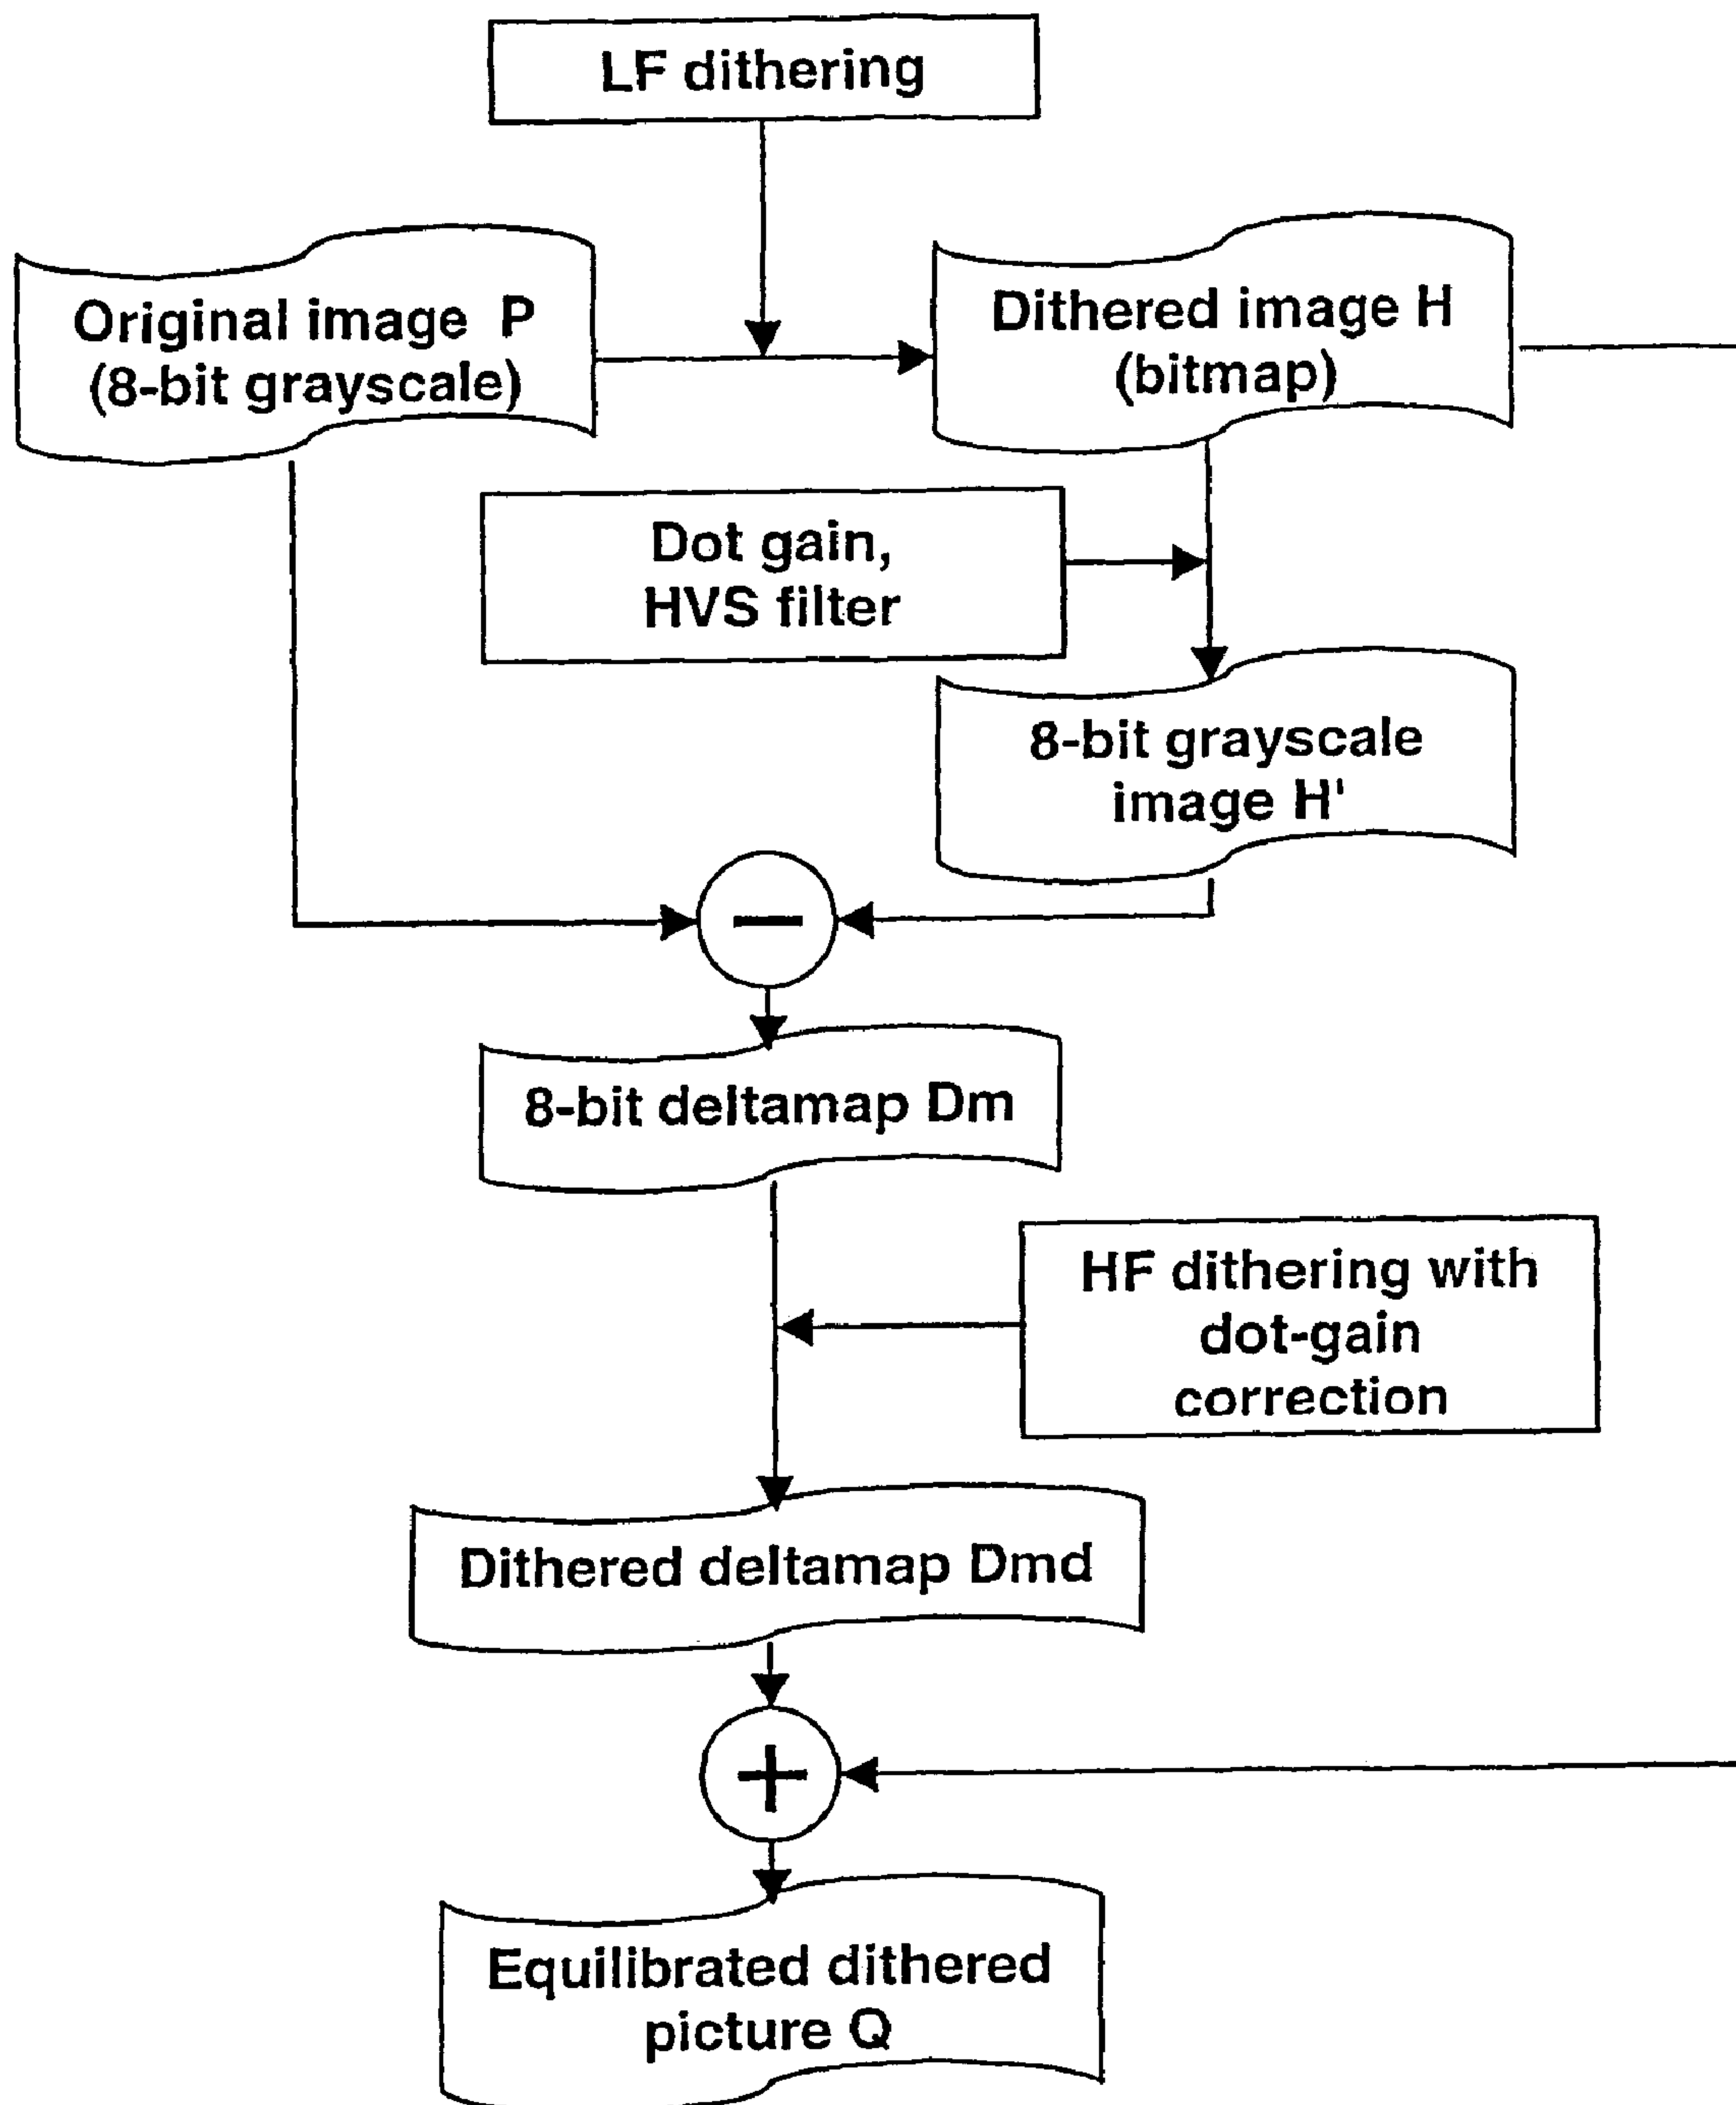 LF dithering
Original image P
(8-bit grayscale)
Dithered image H
(bitmap)
Dot gain,
HVS filter
8-bit grayscale
image H'
−
8-bit deltamap Dm
HF dithering with
dot-gain
correction
Dithered deltamap Dmd
+
Equilibrated dithered
picture Q